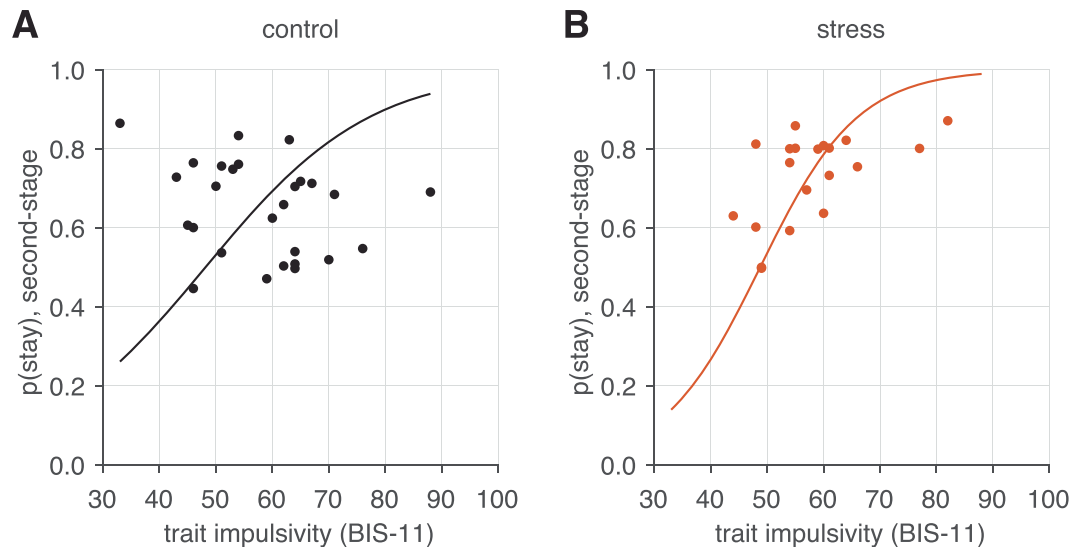 A
control
p(stay), second-stage
1.0
0.8
0.6
0.4
0.2
0.0
30 40 50 60 70 80 90 100
trait impulsivity (BIS-11)
B
stress
p(stay), second-stage
1.0
0.8
0.6
0.4
0.2
0.0
30 40 50 60 70 80 90 100
trait impulsivity (BIS-11)